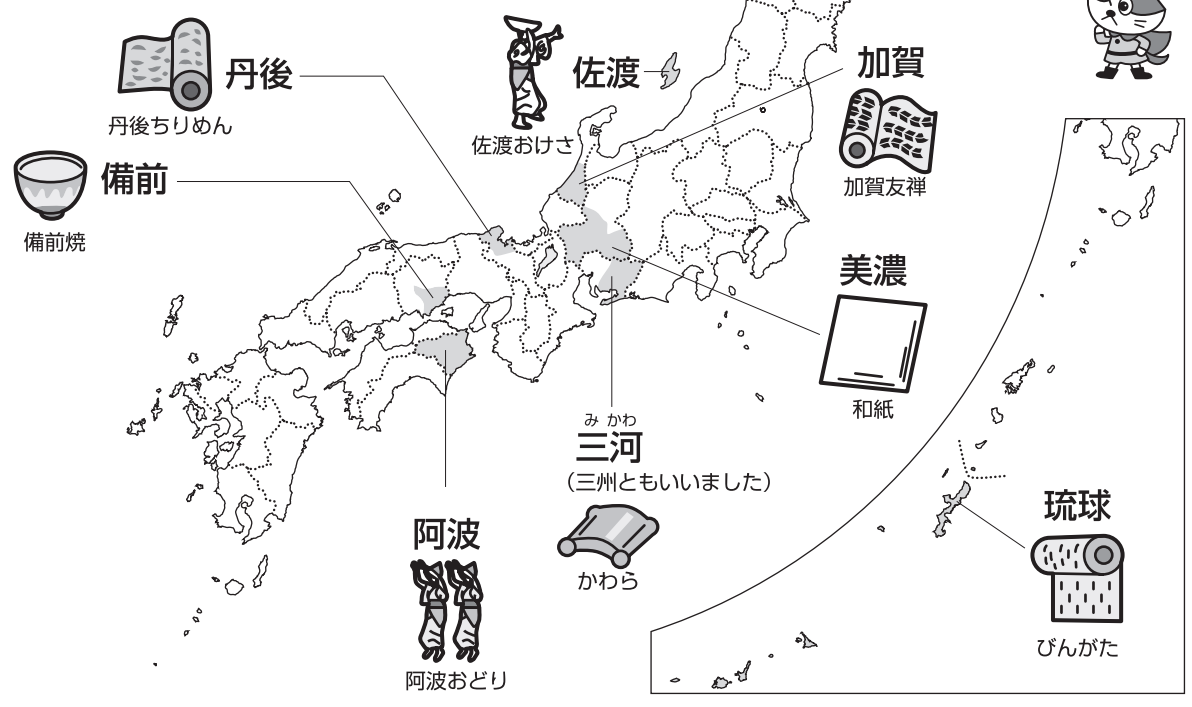 丹後
丹後ちりめん
佐渡
佐渡おけさ
加賀
加賀友禅
備前
備前焼
美濃
和紙
み かわ
三河
（三州ともいいました）
かわら
阿波
阿波おどり
琉球
びんがた